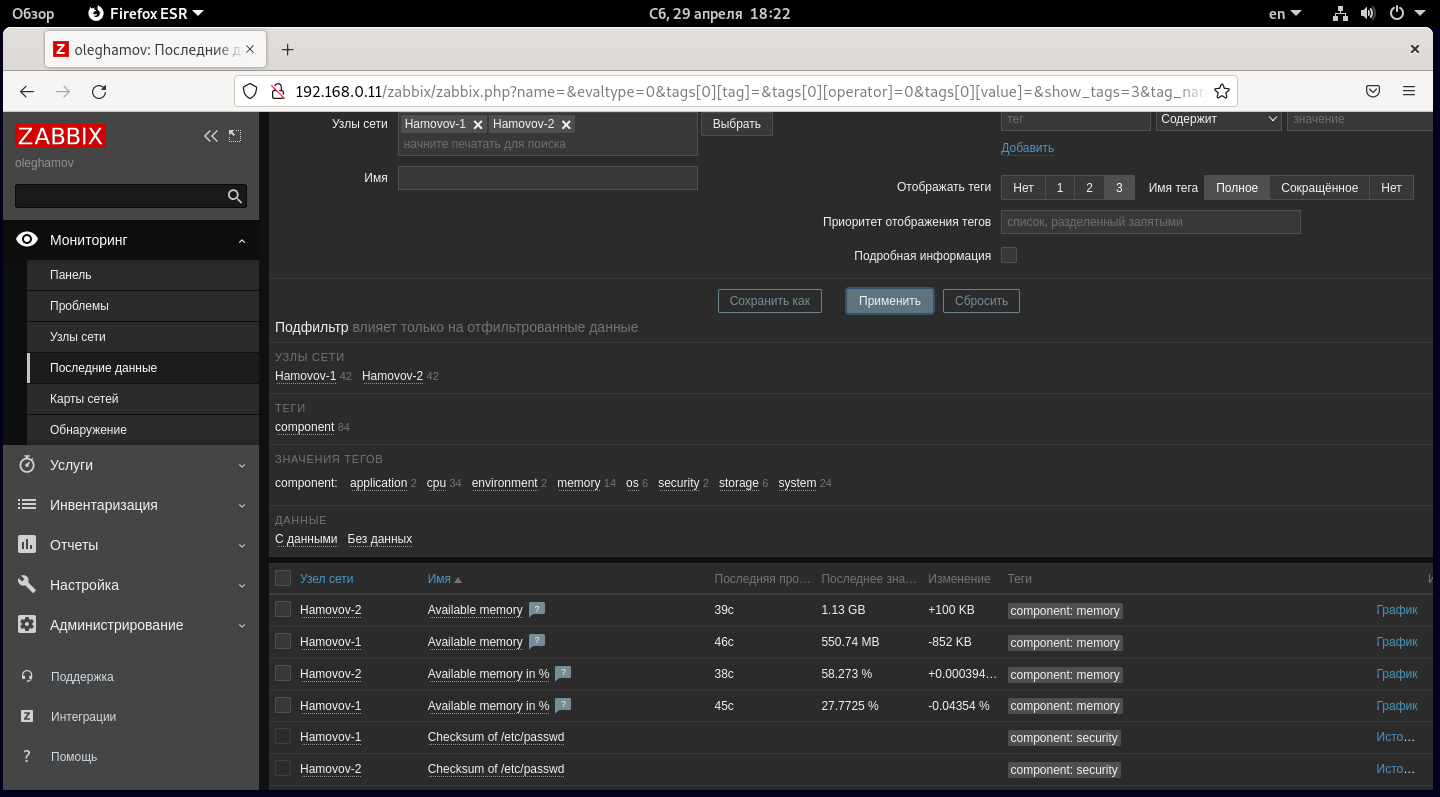 Обзор Firefox ESR Сб, 29 апреля 18:22 en
oleghamov: Последние д
192.168.0.11/zabbix/zabbix.php?name=&evaltype=0&tags[0][tag]=&tags[0][operator]=0&tags[0][value]=&show_tags=3&tag_nam
ZABBIX
oleghamov
Мониторинг
Панель
Проблемы
Узлы сети
Последние данные
Карты сетей
Обнаружение
Услуги
Инвентаризация
Отчеты
Настройка
Администрирование
Поддержка
Z Интеграции
? Помощь
Узлы сети Hamovov-1 Hamovov-2 Выбрать
начните печатать для поиска
Имя
тег Содержит значение
Добавить
Отображать теги Нет 1 2 3 Имя тега Полное Сокращённое Нет
Приоритет отображения тегов список, разделенный запятыми
Подробная информация
Сохранить как Применить Сбросить
Подфильтр влияет только на отфильтрованные данные
УЗЛЫ СЕТИ
Hamovov-1 42 Hamovov-2 42
ТЕГИ
component 84
ЗНАЧЕНИЯ ТЕГОВ
component: application 2 cpu 34 environment 2 memory 14 os 6 security 2 storage 6 system 24
ДАННЫЕ
С данными Без данных
Узел сети Имя Последняя про… Последнее зна… Изменение Теги
Hamovov-2 Available memory ? 39с 1.13 GB +100 KB component: memory График
Hamovov-1 Available memory ? 46с 550.74 MB -852 KB component: memory График
Hamovov-2 Available memory in % ? 38с 58.273 % +0.000394… component: memory График
Hamovov-1 Available memory in % ? 45с 27.7725 % -0.04354 % component: memory График
Hamovov-1 Checksum of /etc/passwd component: security Исто…
Hamovov-2 Checksum of /etc/passwd component: security Исто…